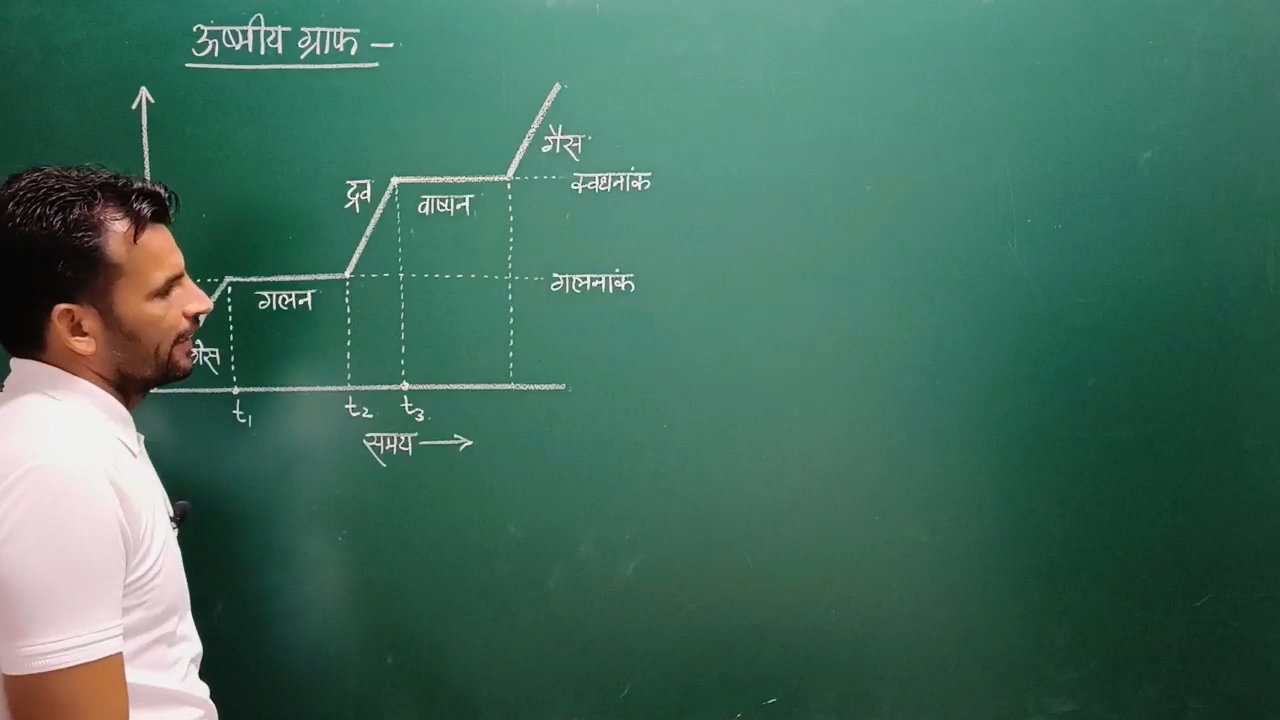 ऊष्मीय ग्राफ –
गैस
क्वथनांक
द्रव
वाष्पन
गलनांक
गलन
t₁
t₂
t₃
समय →